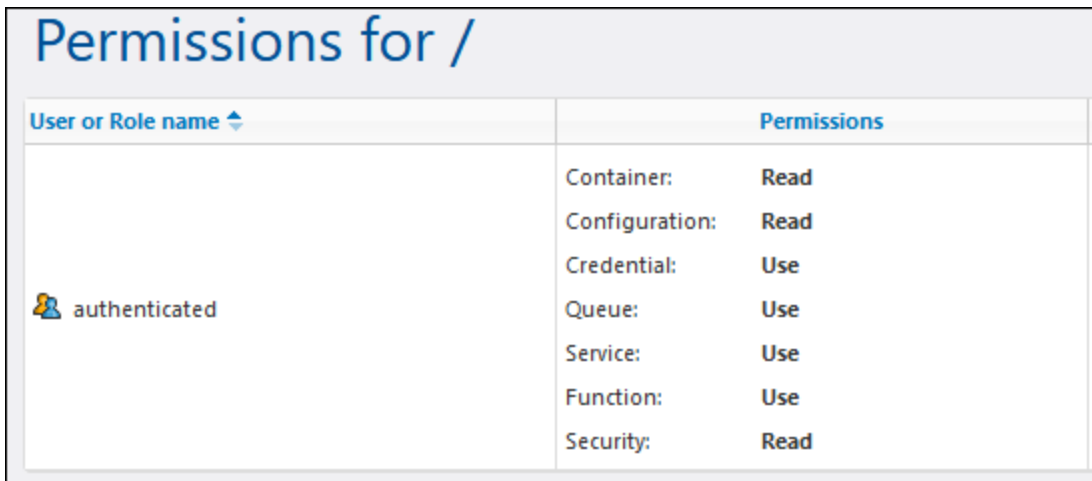 Permissions for /
User or Role name Permissions
Container: Read
Configuration: Read
Credential: Use
authenticated Queue: Use
Service: Use
Function: Use
Security: Read